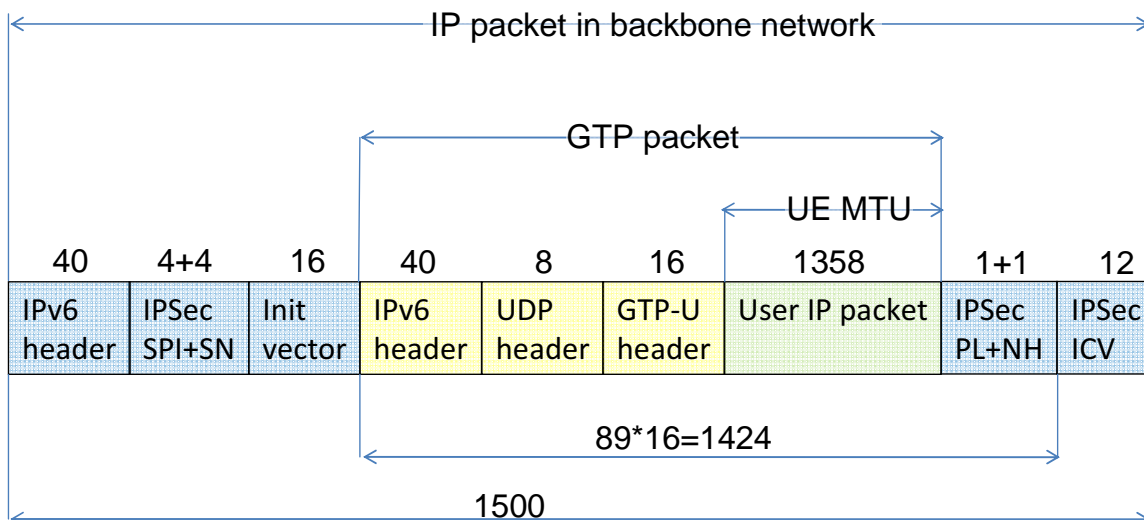 IP packet in backbone network
GTP packet
UE MTU
40 4+4 16 40 8 16 1358 1+1 12
IPv6 header
IPSec SPI+SN
Init vector
IPv6 header
UDP header
GTP-U header
User IP packet
IPSec PL+NH
IPSec ICV
89*16=1424
1500